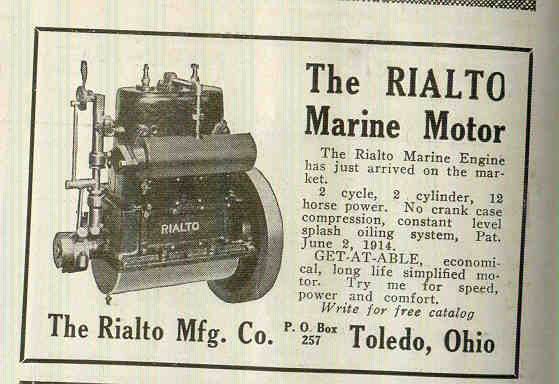 The RIALTO
Marine Motor
The Rialto Marine Engine
has just arrived on the mar-
ket.
2 cycle, 2 cylinder, 12
horse power. No crank case
compression, constant level
splash oiling system, Pat.
June 2, 1914.
GET-AT-ABLE, economi-
cal, long life simplified mo-
tor. Try me for speed,
power and comfort.
Write for free catalog
RIALTO
The Rialto Mfg. Co. P. O. Box 257 Toledo, Ohio